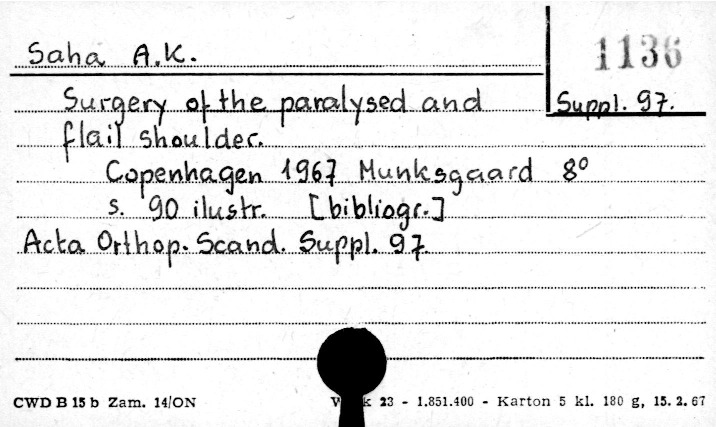 Saha A.K.
1136
Suppl. 97.
Surgery of the paralysed and
flail shoulder.
Copenhagen 1967 Munksgaard 8°
s. 90 ilustr. [bibliogr.]
Acta Orthop. Scand. Suppl. 97.
CWD B 15 b Zam. 14/ON
k 23 - 1.851.400 - Karton 5 kl. 180 g, 15. 2. 67